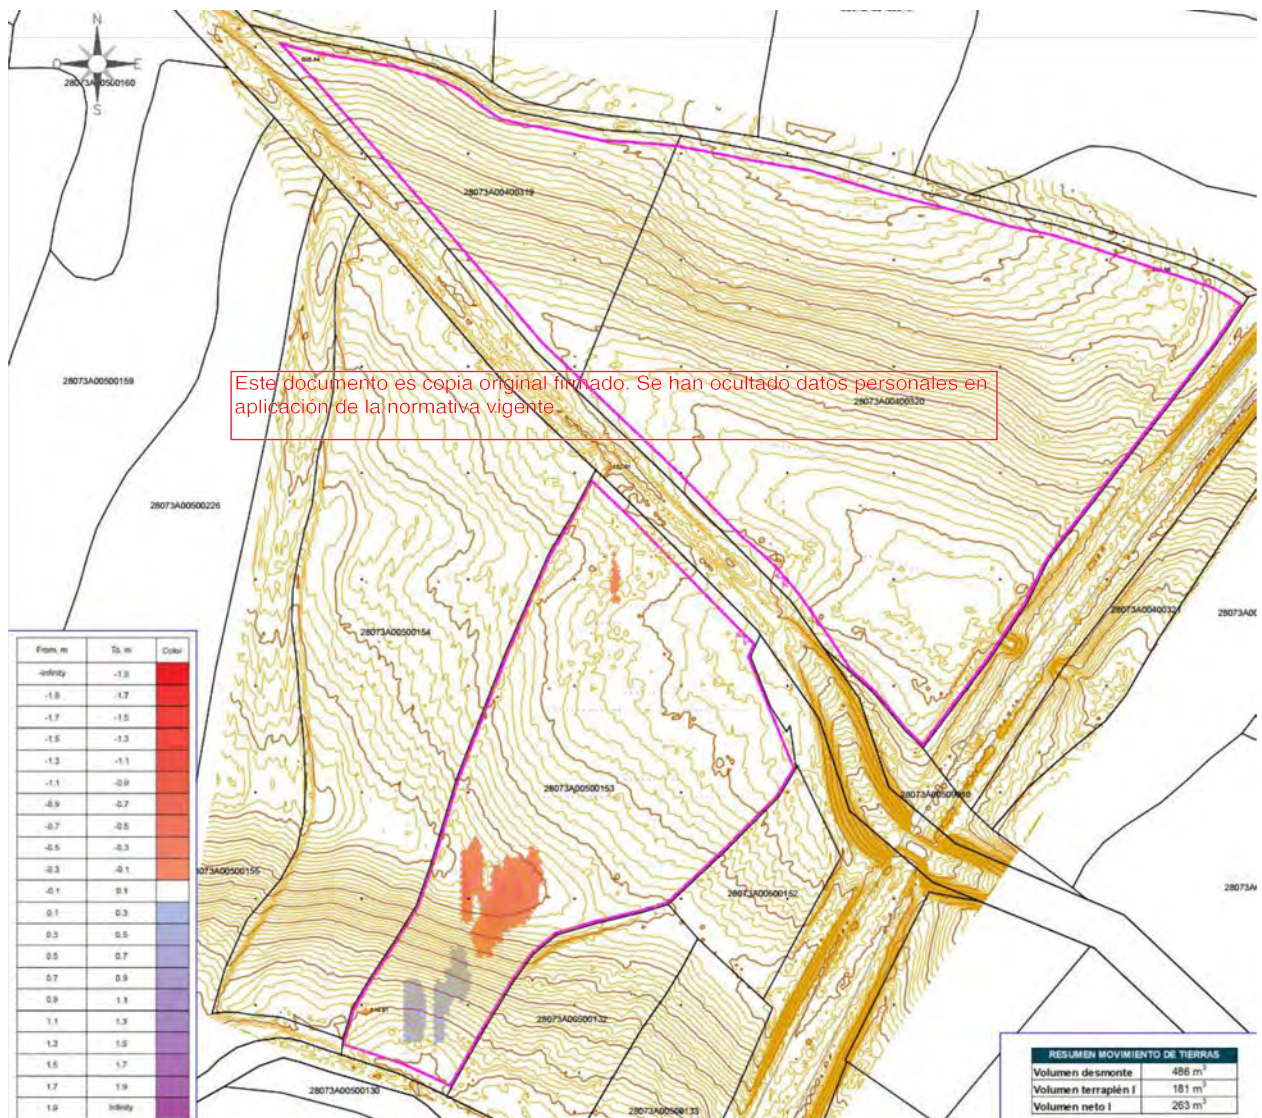 N
O E
S
28073A00500160
28073A00400319
28073A00500159
Este documento es copia original firmado. Se han ocultado datos personales en
aplicación de la normativa vigente.
28073A00400320
28073A00500226
28073A00500154
28073A00400321
28073A00
28073A00500153
28073A00509010
28073A00500152
28073A
073A00500155
28073A00500132
28073A00500130
28073A00500133
From, m To, m Color
-infinity -1.9
-1.9 -1.7
-1.7 -1.5
-1.5 -1.3
-1.3 -1.1
-1.1 -0.9
-0.9 -0.7
-0.7 -0.5
-0.5 -0.3
-0.3 -0.1
-0.1 0.1
0.1 0.3
0.3 0.5
0.5 0.7
0.7 0.9
0.9 1.1
1.1 1.3
1.3 1.5
1.5 1.7
1.7 1.9
1.9 Infinity
RESUMEN MOVIMIENTO DE TIERRAS
Volumen desmonte 486 m³
Volumen terraplén I 181 m³
Volumen neto I 263 m³